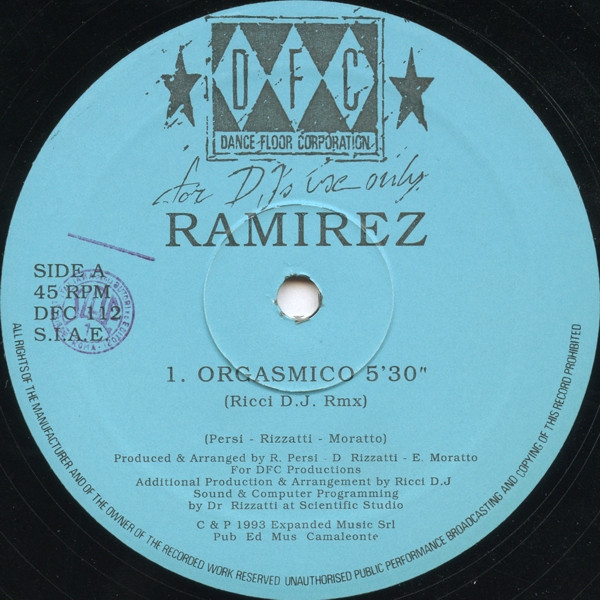 DFC
DANCE FLOOR CORPORATION
for D.J's use only
RAMIREZ
SIDE A
45 RPM
DFC 112
S.I.A.E.
1. ORGASMICO 5'30"
(Ricci D.J. Rmx)
(Persi - Rizzatti - Moratto)
Produced & Arranged by R. Persi - D. Rizzatti - E. Moratto
For DFC Productions
Additional Production & Arrangement by Ricci D.J
Sound & Computer Programming
by Dr Rizzatti at Scientific Studio
C & P 1993 Expanded Music Srl
Pub Ed Mus Camaleonte
ALL RIGHTS OF THE MANUFACTURER AND OF THE OWNER OF THE RECORDED WORK RESERVED UNAUTHORISED PUBLIC PERFORMANCE BROADCASTING AND COPYING OF THIS RECORD PROHIBITED